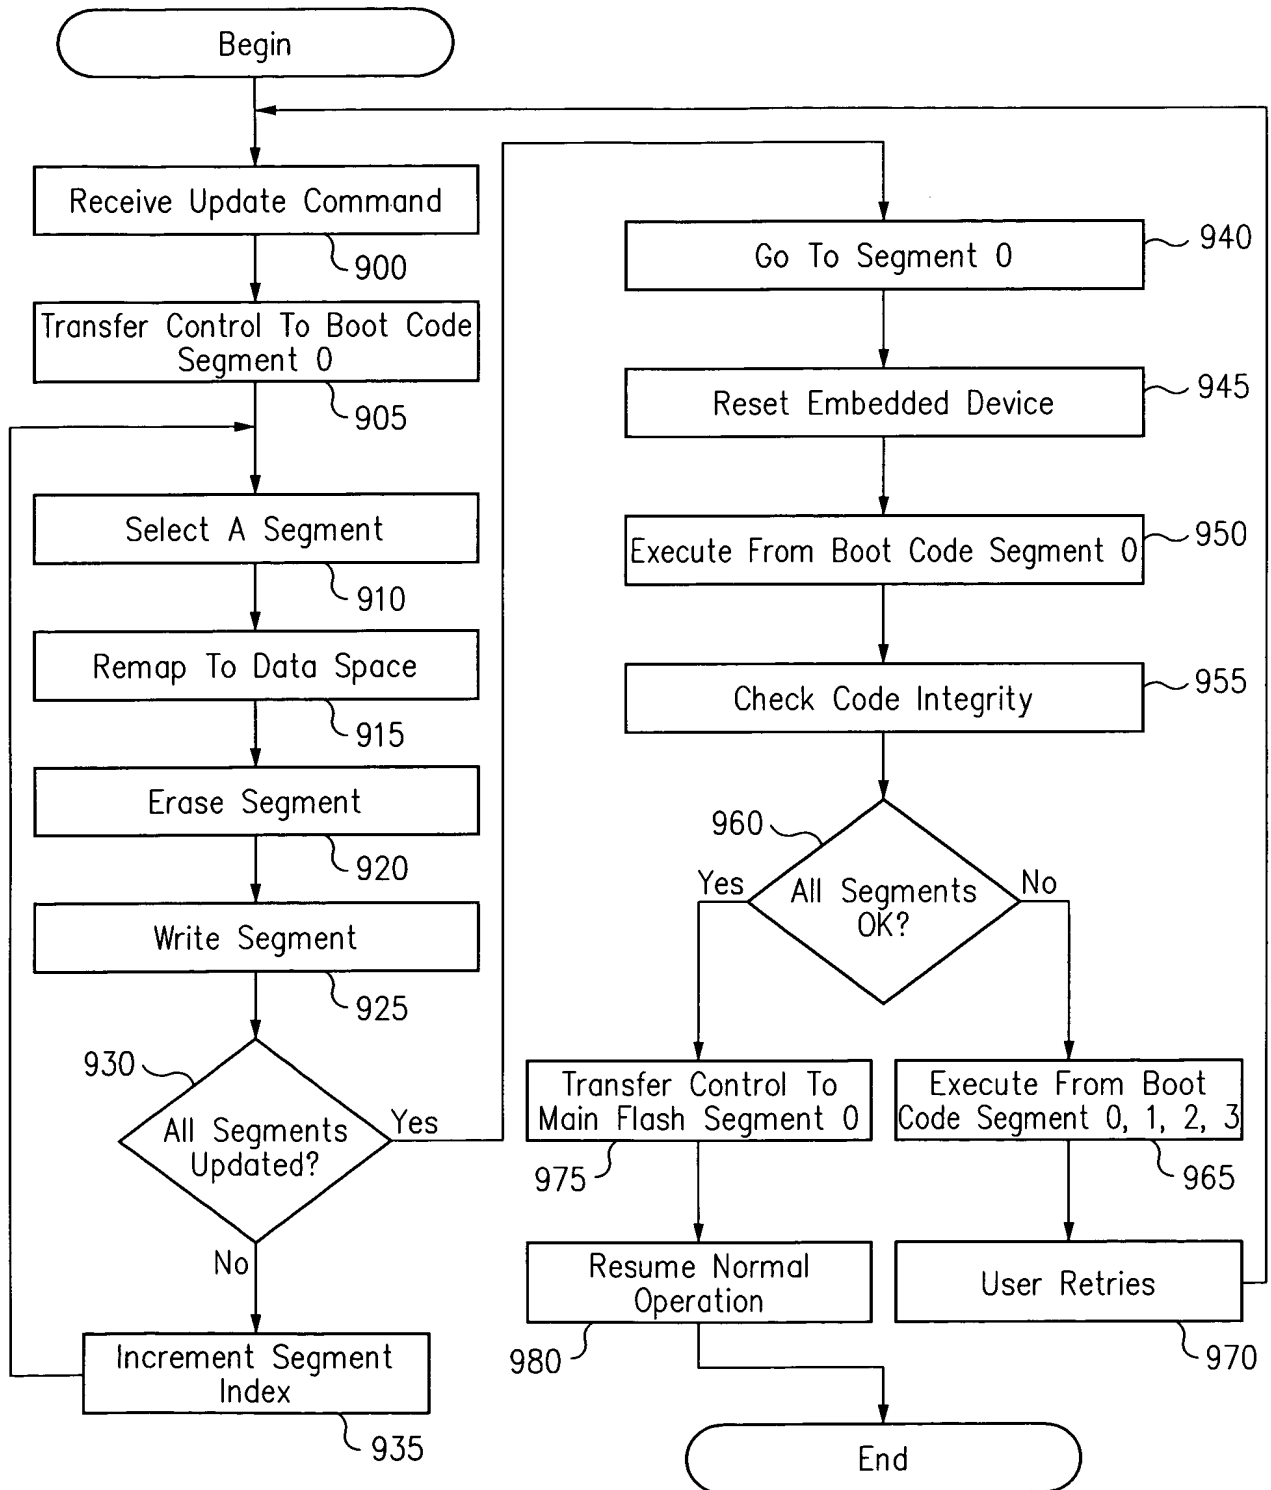 Begin
Receive Update Command
900
Transfer Control To Boot Code
Segment 0
905
Select A Segment
910
Remap To Data Space
915
Erase Segment
920
Write Segment
925
930
All Segments
Updated?
Yes
No
Increment Segment
Index
935
Go To Segment 0
940
Reset Embedded Device
945
Execute From Boot Code Segment 0
950
Check Code Integrity
955
960
All Segments
OK?
Yes
No
Transfer Control To
Main Flash Segment 0
975
Execute From Boot
Code Segment 0, 1, 2, 3
965
Resume Normal
Operation
980
User Retries
970
End